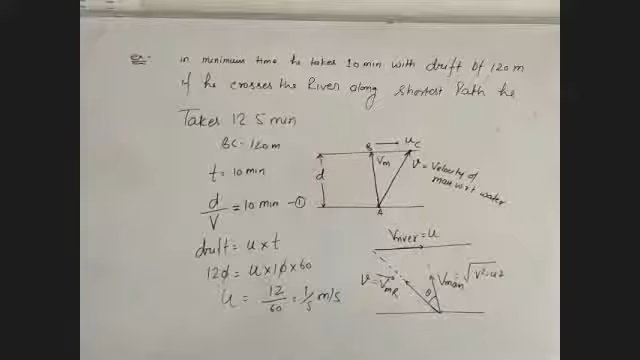 Ex:-
in minimum time he takes 10 min with drift of 120 m
if he crosses the River along shortest Path he
Takes 12 5 min
BC = 120 m
t = 10 min
d/V = 10 min - ①
drift = u × t
120 = u × 10 × 60
u = 12/60 = 1/5 m/s
B
u
C
Vm
d
A
V = Velocity of
man w.r.t water
Vriver = u
V = VmR
θ
Vman = √V²-u²